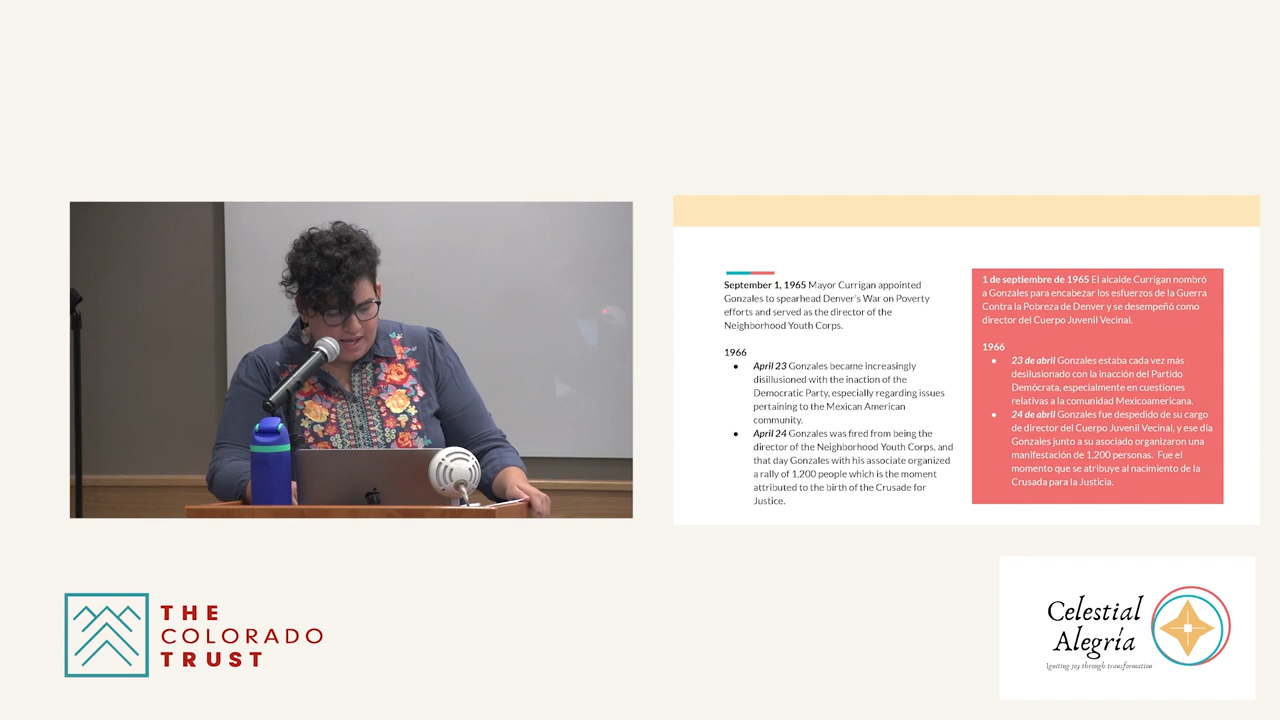 September 1, 1965 Mayor Currigan appointed
Gonzales to spearhead Denver's War on Poverty
efforts and served as the director of the
Neighborhood Youth Corps.
1966
● April 23 Gonzales became increasingly
disillusioned with the inaction of the
Democratic Party, especially regarding issues
pertaining to the Mexican American
community.
● April 24 Gonzales was fired from being the
director of the Neighborhood Youth Corps, and
that day Gonzales with his associate organized
a rally of 1,200 people which is the moment
attributed to the birth of the Crusade for
Justice.
1 de septiembre de 1965 El alcalde Currigan nombró
a Gonzales para encabezar los esfuerzos de la Guerra
Contra la Pobreza de Denver y se desempeñó como
director del Cuerpo Juvenil Vecinal.
1966
● 23 de abril Gonzales estaba cada vez más
desilusionado con la inacción del Partido
Demócrata, especialmente en cuestiones
relativas a la comunidad Mexicoamericana.
● 24 de abril Gonzales fue despedido de su cargo
de director del Cuerpo Juvenil Vecinal, y ese día
Gonzales junto a su asociado organizaron una
manifestación de 1,200 personas. Fue el
momento que se atribuye al nacimiento de la
Crusada para la Justicia.
THE
COLORADO
TRUST
Celestial
Alegría
Igniting joy through transformation